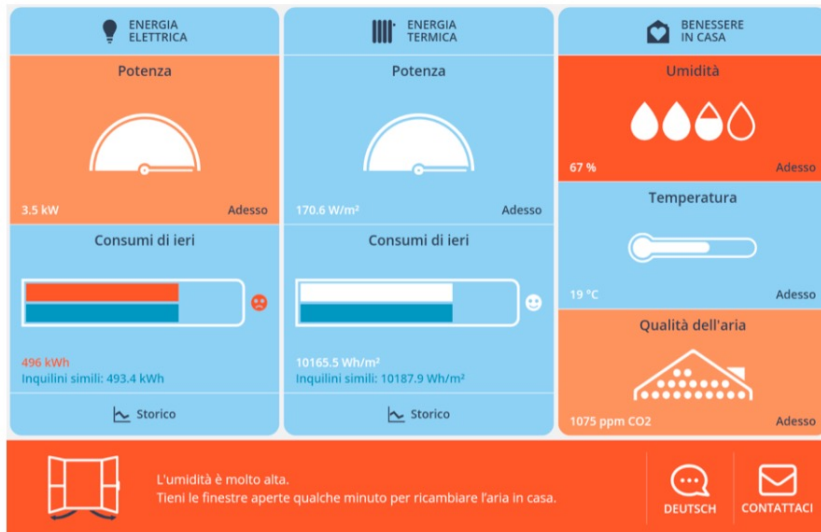 ENERGIA
ELETTRICA
Potenza
3.5 kW
Adesso
Consumi di ieri
496 kWh
Inquilini simili: 493.4 kWh
Storico
ENERGIA
TERMICA
Potenza
170.6 W/m²
Adesso
Consumi di ieri
10165.5 Wh/m²
Inquilini simili: 10187.9 Wh/m²
Storico
BENESSERE
IN CASA
Umidità
67 %
Adesso
Temperatura
19 °C
Adesso
Qualità dell'aria
1075 ppm CO2
Adesso
L'umidità è molto alta.
Tieni le finestre aperte qualche minuto per ricambiare l'aria in casa.
DEUTSCH
CONTATTACI